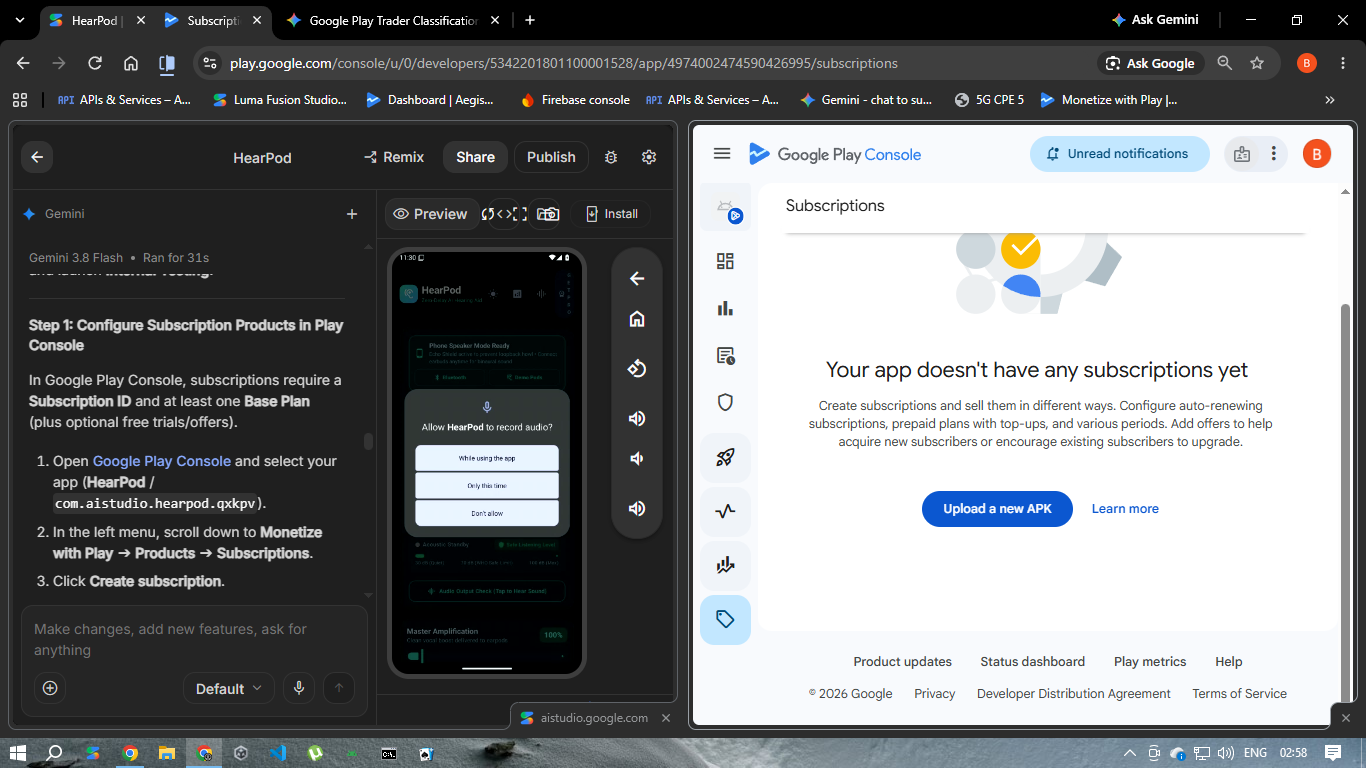 HearPod |
Subscripti
Google Play Trader Classification
Ask Gemini
play.google.com/console/u/0/developers/5342201801100001528/app/4974002474590426995/subscriptions
Ask Google
B
API APIs & Services – A...
Luma Fusion Studio...
Dashboard | Aegis...
Firebase console
API APIs & Services – A...
Gemini - chat to su...
5G CPE 5
Monetize with Play |...
HearPod
Remix
Share
Publish
Gemini
Gemini 3.8 Flash • Ran for 31s
and launch Internal Testing.
Step 1: Configure Subscription Products in Play
Console
In Google Play Console, subscriptions require a
Subscription ID and at least one Base Plan
(plus optional free trials/offers).
1. Open Google Play Console and select your
app (HearPod /
com.aistudio.hearpod.qxkpv).
2. In the left menu, scroll down to Monetize
with Play → Products → Subscriptions.
3. Click Create subscription.
Make changes, add new features, ask for
anything
Default
Preview
Install
11:30
HearPod
Phone Speaker Mode Ready
Bluetooth
Allow HearPod to record audio?
While using the app
Only this time
Don't allow
Acoustic Standby
Audio Output Check (Tap to Hear Sound)
Master Amplification
100%
aistudio.google.com
Google Play Console
Unread notifications
B
Subscriptions
Your app doesn't have any subscriptions yet
Create subscriptions and sell them in different ways. Configure auto-renewing
subscriptions, prepaid plans with top-ups, and various periods. Add offers to help
acquire new subscribers or encourage existing subscribers to upgrade.
Upload a new APK
Learn more
Product updates
Status dashboard
Play metrics
Help
© 2026 Google
Privacy
Developer Distribution Agreement
Terms of Service
ENG
02:58